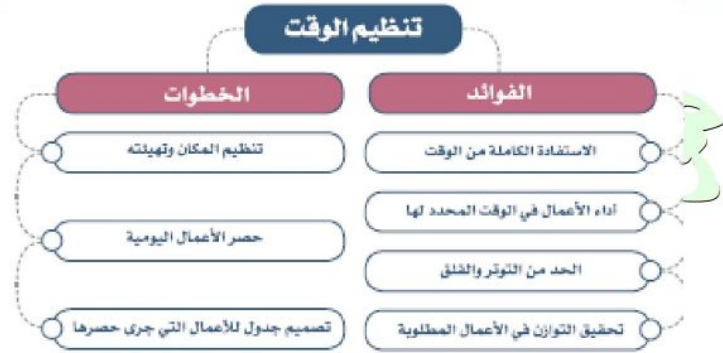 تنظيم الوقت
الفوائد
الاستفادة الكاملة من الوقت
أداء الأعمال في الوقت المحدد لها
الحد من التوتر والقلق
تحقيق التوازن في الأعمال المطلوبة
الخطوات
تنظيم المكان وتهيئته
حصر الأعمال اليومية
تصميم جدول للأعمال التي جرى حصرها